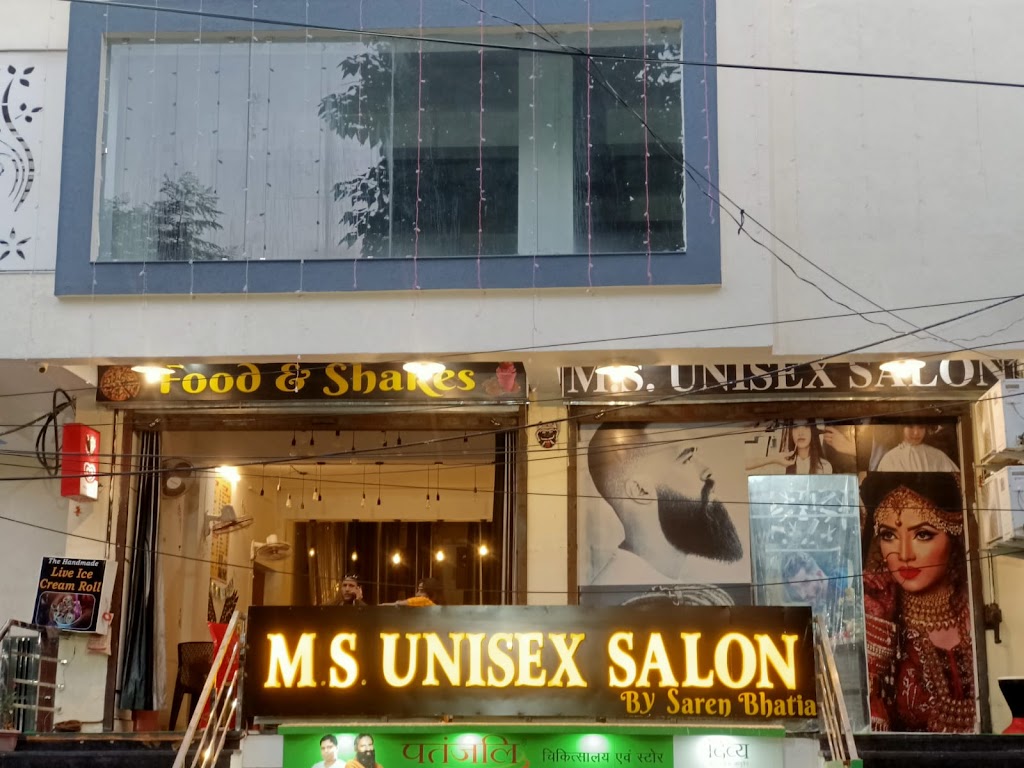 Food & Shakes
M.S. UNISEX SALON
The Handmade
Live Ice
Cream Roll
M.S. UNISEX SALON
By Saren Bhatia
पतंजलि चिकित्सालय एवं स्टोर
दिव्य